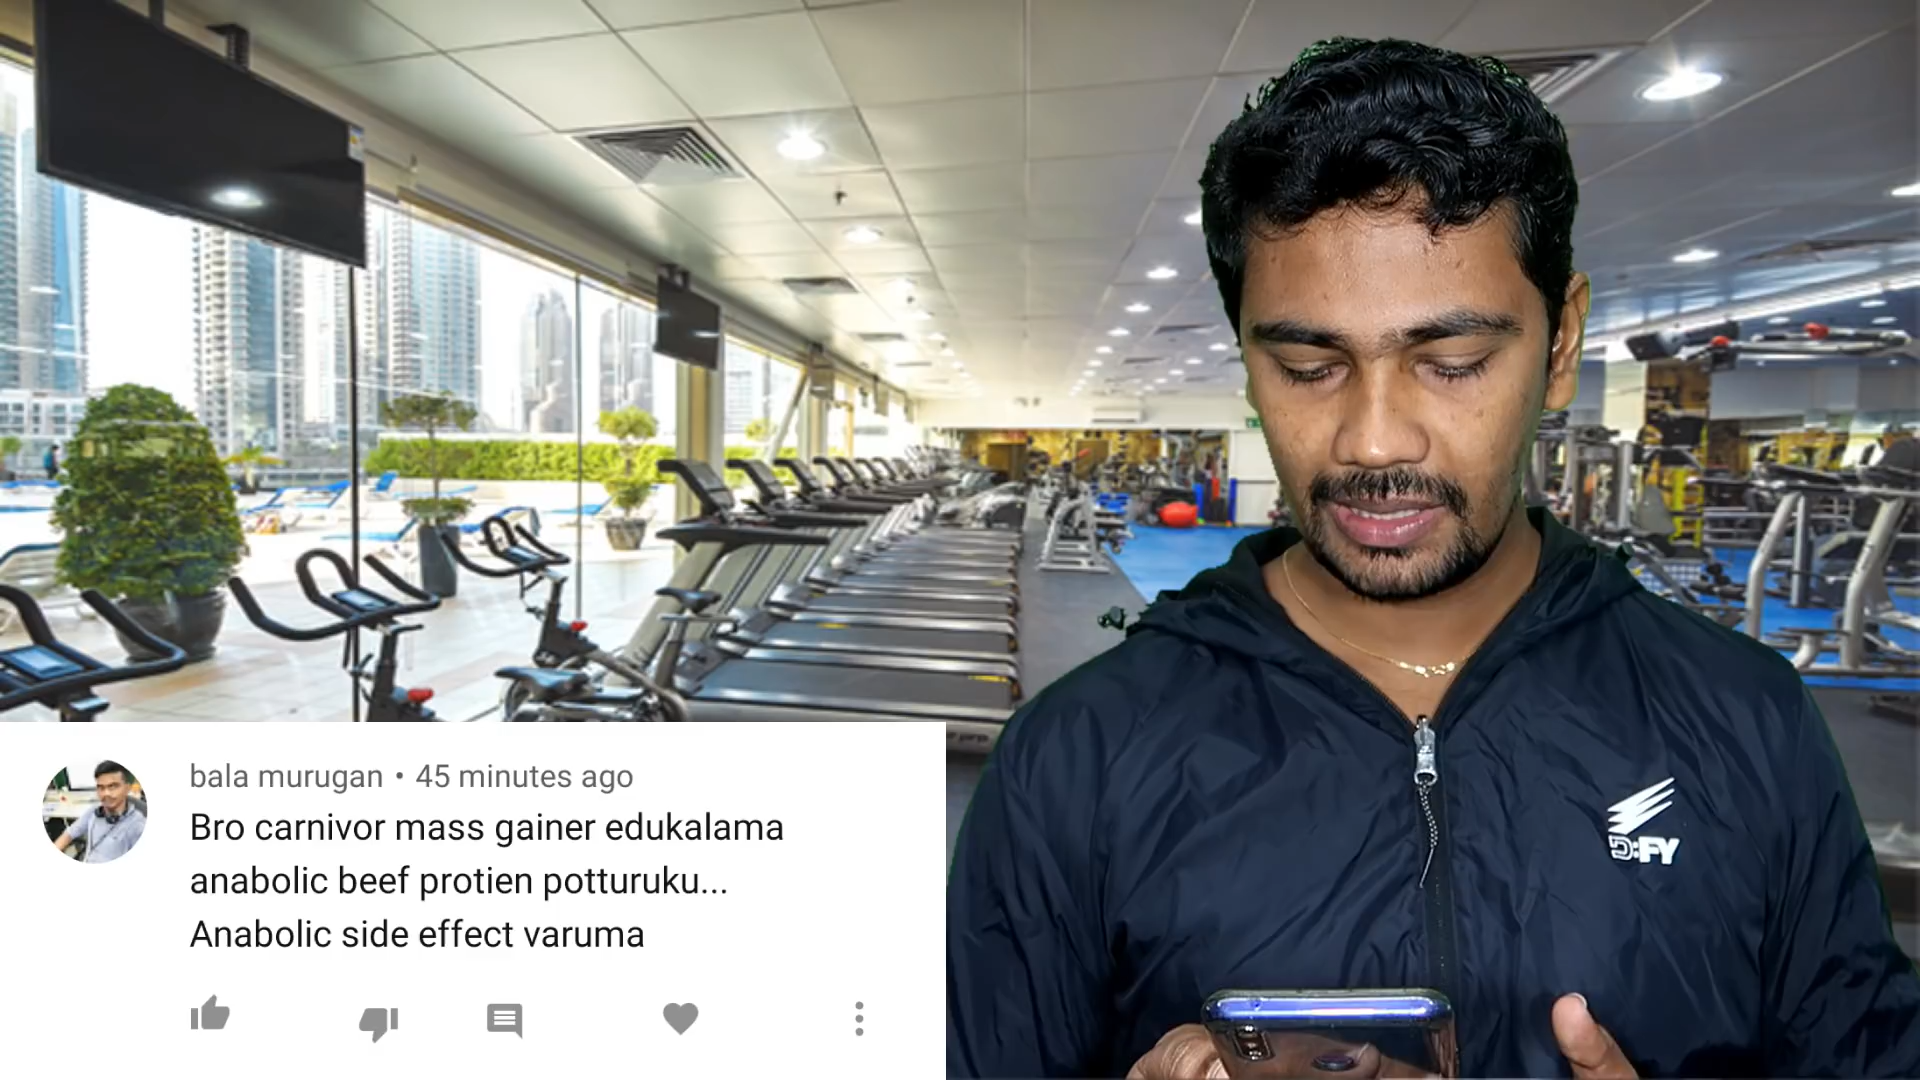 bala murugan • 45 minutes ago
Bro carnivor mass gainer edukalama
anabolic beef protien potturuku...
Anabolic side effect varuma
D:FY